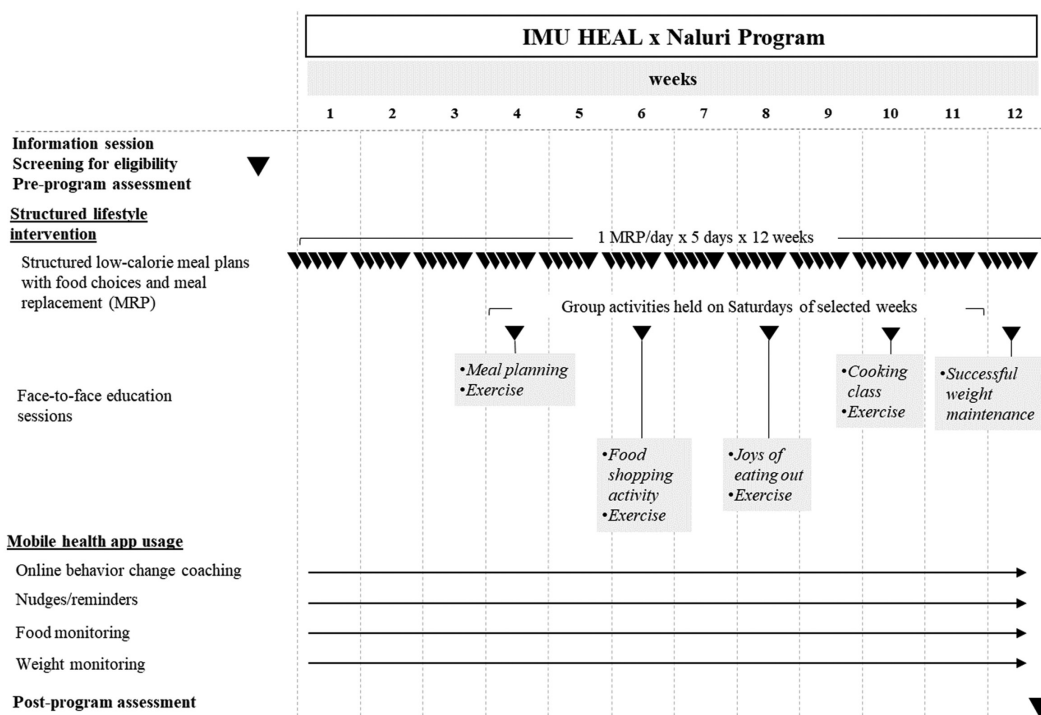 IMU HEAL x Naluri Program
weeks
1 2 3 4 5 6 7 8 9 10 11 12
Information session
Screening for eligibility
Pre-program assessment
Structured lifestyle
intervention
1 MRP/day x 5 days x 12 weeks
Structured low-calorie meal plans
with food choices and meal
replacement (MRP)
Group activities held on Saturdays of selected weeks
Face-to-face education
sessions
•Meal planning
•Exercise
•Food
shopping
activity
•Exercise
•Joys of
eating out
•Exercise
•Cooking
class
•Exercise
•Successful
weight
maintenance
Mobile health app usage
Online behavior change coaching
Nudges/reminders
Food monitoring
Weight monitoring
Post-program assessment